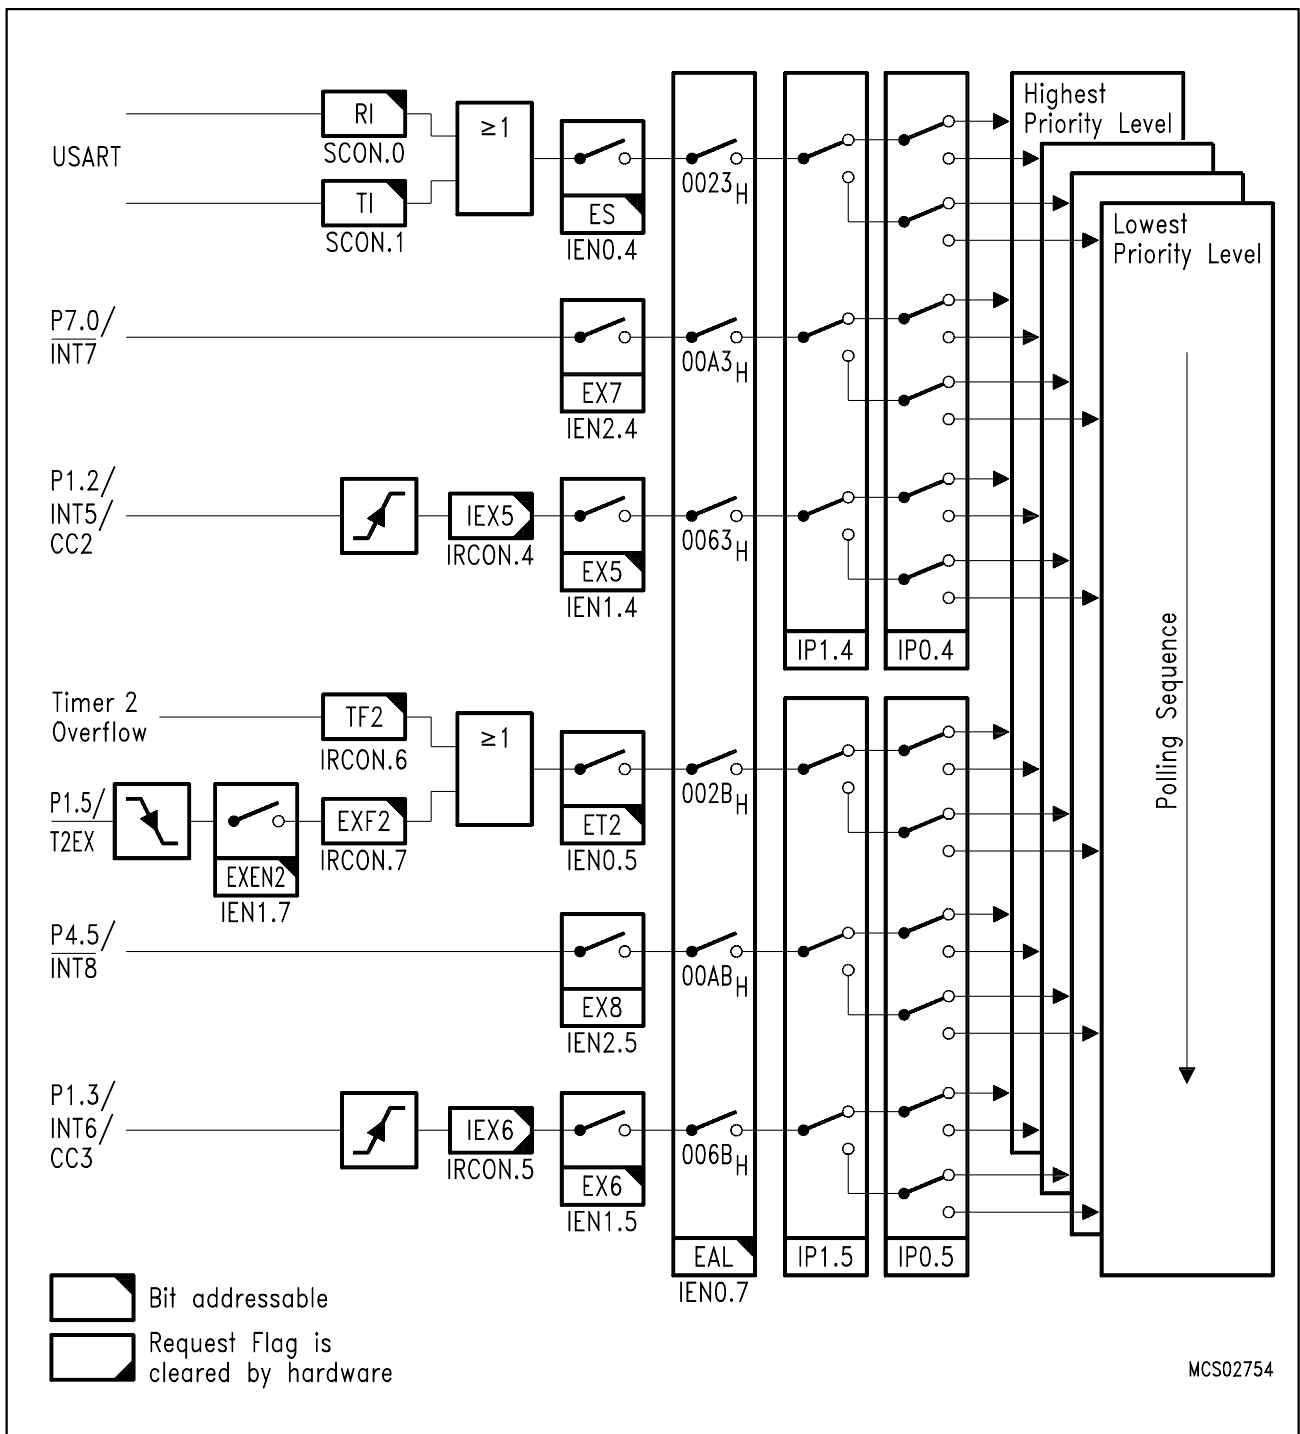 USART
RI
SCON.0
TI
SCON.1
≥1
ES
IEN0.4
0023H
Highest
Priority Level
Lowest
Priority Level
P7.0/
INT7
EX7
IEN2.4
00A3H
P1.2/
INT5/
CC2
IEX5
IRCON.4
EX5
IEN1.4
0063H
IP1.4
IP0.4
Polling Sequence
Timer 2
Overflow
TF2
IRCON.6
P1.5/
T2EX
EXEN2
IEN1.7
EXF2
IRCON.7
≥1
ET2
IEN0.5
002BH
P4.5/
INT8
EX8
IEN2.5
00ABH
P1.3/
INT6/
CC3
IEX6
IRCON.5
EX6
IEN1.5
006BH
EAL
IEN0.7
IP1.5
IP0.5
Bit addressable
Request Flag is
cleared by hardware
MCS02754